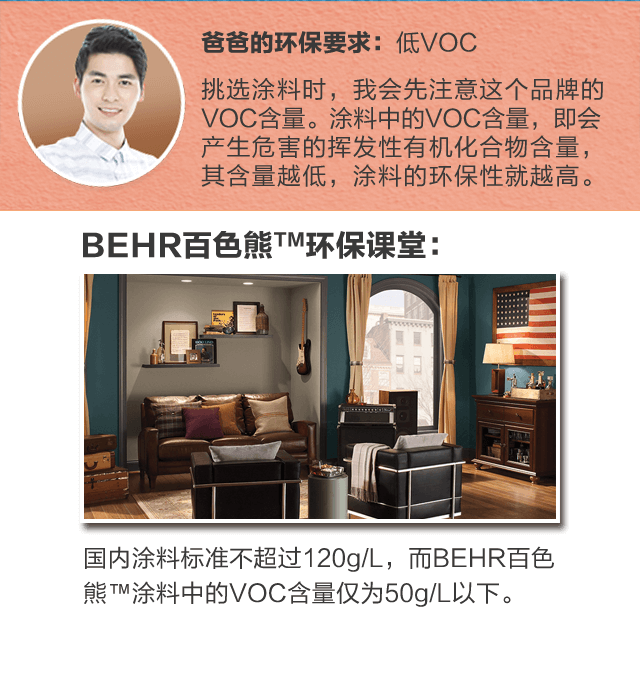 爸爸的环保要求：低VOC
挑选涂料时，我会先注意这个品牌的
VOC含量。涂料中的VOC含量，即会
产生危害的挥发性有机化合物含量，
其含量越低，涂料的环保性就越高。
BEHR百色熊™环保课堂：
国内涂料标准不超过120g/L，而BEHR百色
熊™涂料中的VOC含量仅为50g/L以下。